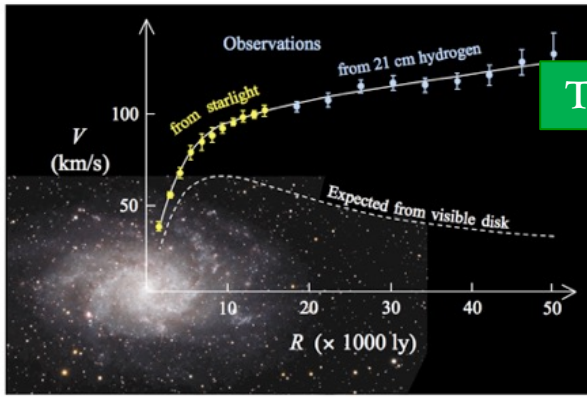 Observations
from starlight
from 21 cm hydrogen
T
V
(km/s)
100
50
Expected from visible disk
10
20
30
40
50
R (× 1000 ly)